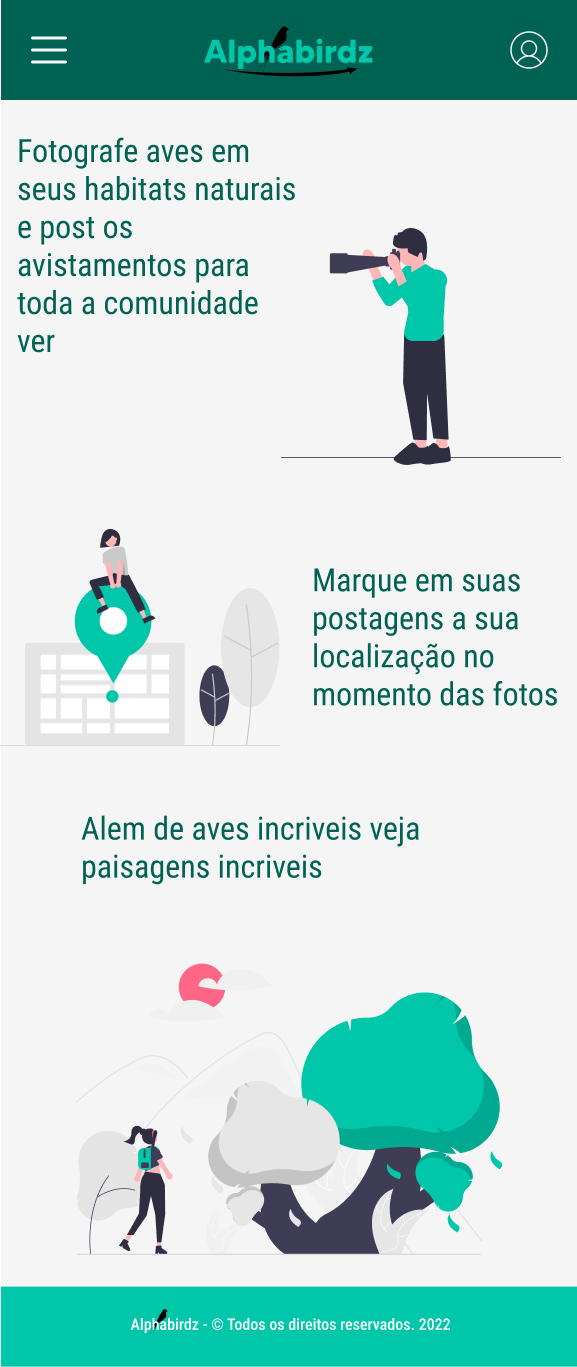 Alphabirdz
Fotografe aves em
seus habitats naturais
e post os
avistamentos para
toda a comunidade
ver
Marque em suas
postagens a sua
localização no
momento das fotos
Alem de aves incriveis veja
paisagens incriveis
Alphabirdz - © Todos os direitos reservados. 2022